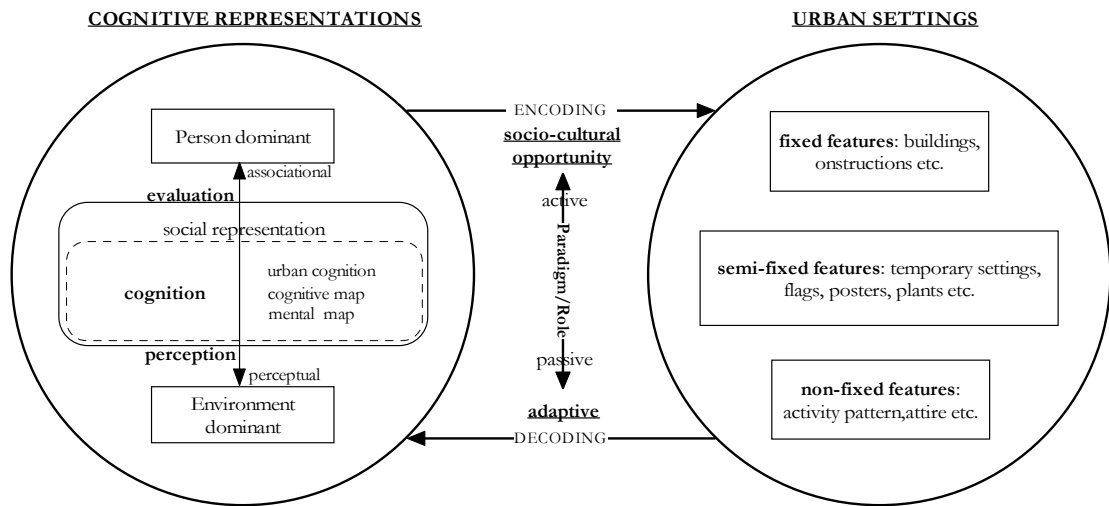 COGNITIVE REPRESENTATIONS
Person dominant
associational
evaluation
social representation
cognition
urban cognition
cognitive map
mental map
perception
perceptual
Environment
dominant
ENCODING
socio-cultural
opportunity
active
Paradigm/Role
passive
adaptive
DECODING
URBAN SETTINGS
fixed features: buildings,
onstructions etc.
semi-fixed features: temporary settings,
flags, posters, plants etc.
non-fixed features:
activity pattern,attire etc.